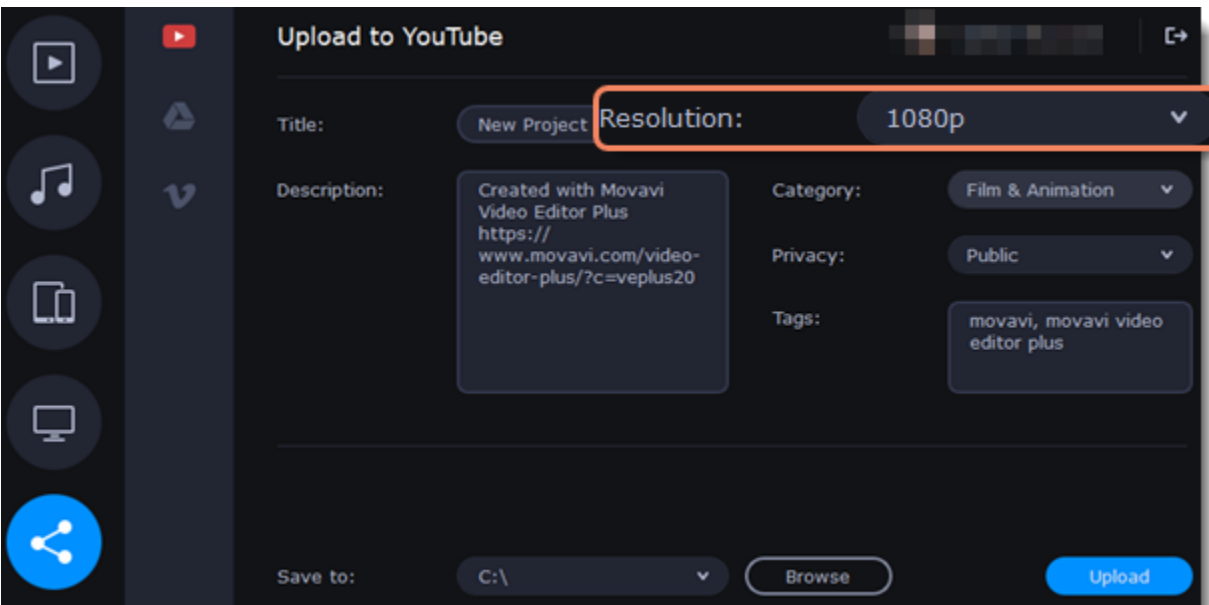 Upload to YouTube
Title:
New Project
Resolution:
1080p
Description:
Created with Movavi
Video Editor Plus
https://
www.movavi.com/video-
editor-plus/?c=veplus20
Category:
Film & Animation
Privacy:
Public
Tags:
movavi, movavi video
editor plus
Save to:
C:\
Browse
Upload